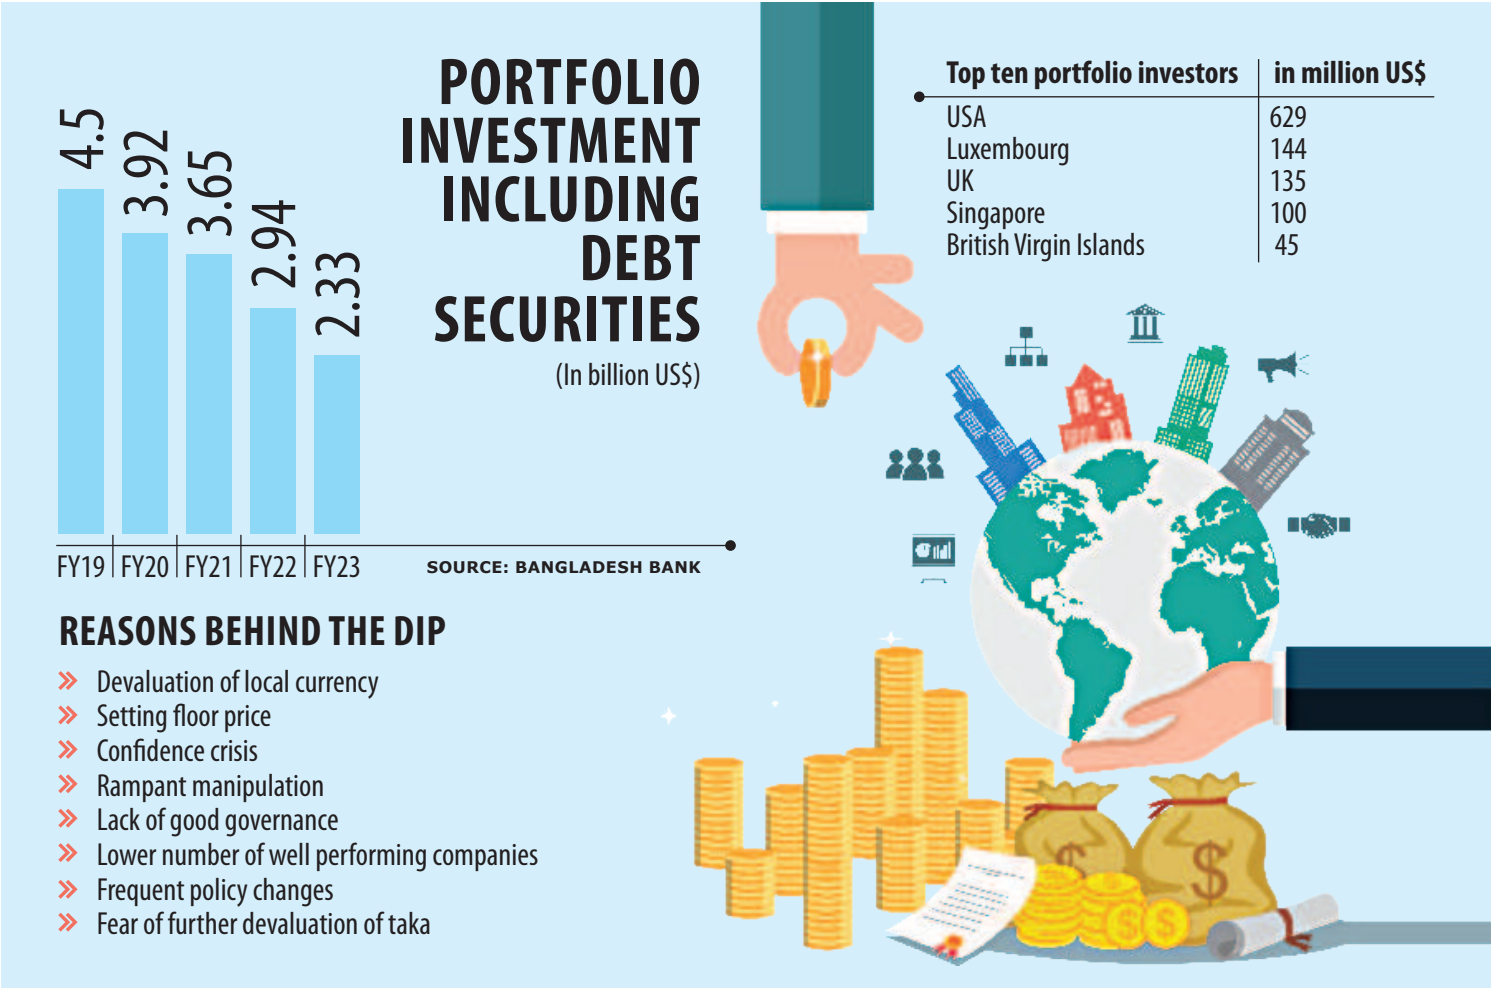 PORTFOLIO
INVESTMENT
INCLUDING
DEBT
SECURITIES
(In billion US$)
4.5
3.92
3.65
2.94
2.33
FY19 FY20 FY21 FY22 FY23
SOURCE: BANGLADESH BANK
Top ten portfolio investors in million US$
USA 629
Luxembourg 144
UK 135
Singapore 100
British Virgin Islands 45
REASONS BEHIND THE DIP
Devaluation of local currency
Setting floor price
Confidence crisis
Rampant manipulation
Lack of good governance
Lower number of well performing companies
Frequent policy changes
Fear of further devaluation of taka
$
$
$
$